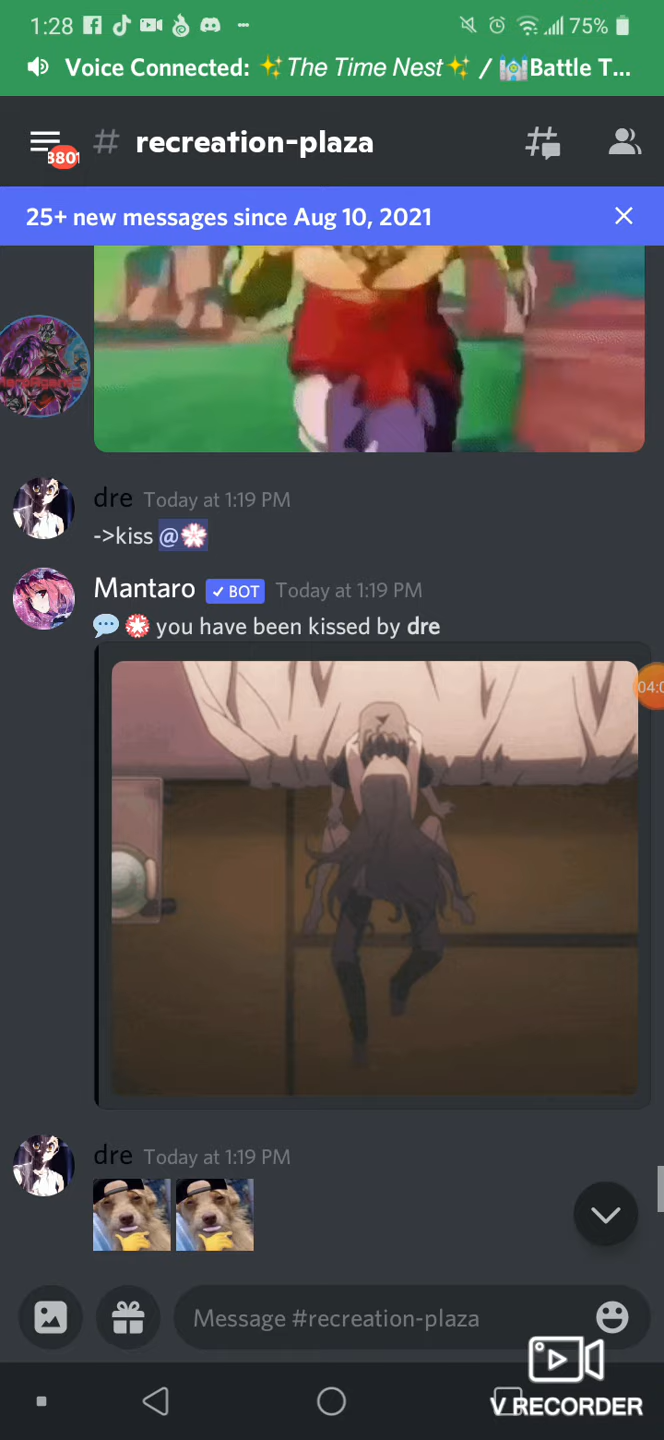 1:28 75%
Voice Connected: ✨The Time Nest✨ / 🏰Battle T...
# recreation-plaza
25+ new messages since Aug 10, 2021
dre Today at 1:19 PM
->kiss @🌸
Mantaro ✓ BOT Today at 1:19 PM
💬 💮 you have been kissed by dre
04:0
dre Today at 1:19 PM
Message #recreation-plaza
V RECORDER